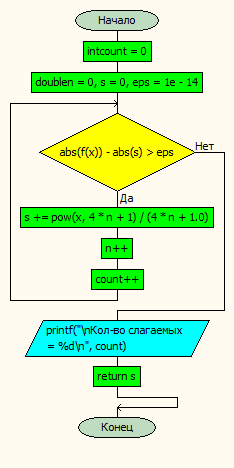 Начало
intcount = 0
doublen = 0, s = 0, eps = 1e - 14
abs(f(x)) - abs(s) > eps
Нет
Да
s += pow(x, 4 * n + 1) / (4 * n + 1.0)
n++
count++
printf("\nКол-во слагаемых
= %d\n", count)
return s
Конец